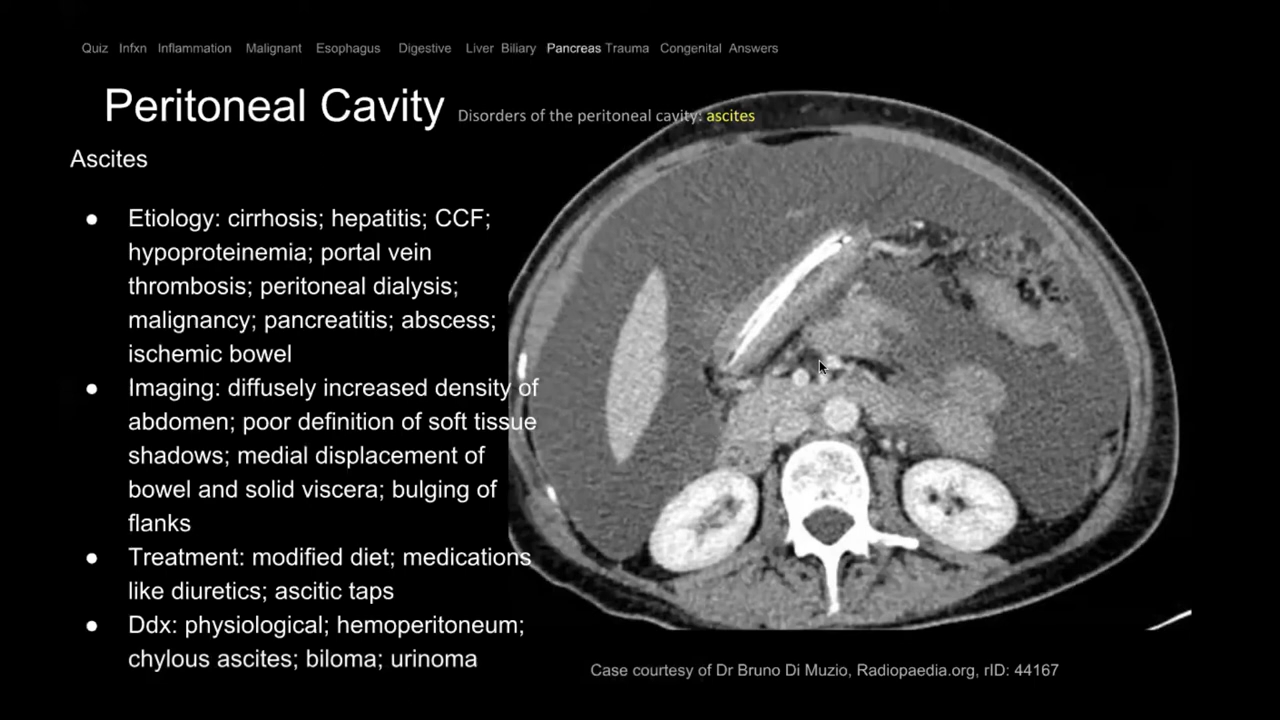 Quiz Infxn Inflammation Malignant Esophagus Digestive Liver Biliary Pancreas Trauma Congenital Answers
Peritoneal Cavity Disorders of the peritoneal cavity: ascites
Ascites
● Etiology: cirrhosis; hepatitis; CCF;
hypoproteinemia; portal vein
thrombosis; peritoneal dialysis;
malignancy; pancreatitis; abscess;
ischemic bowel
● Imaging: diffusely increased density of
abdomen; poor definition of soft tissue
shadows; medial displacement of
bowel and solid viscera; bulging of
flanks
● Treatment: modified diet; medications
like diuretics; ascitic taps
● Ddx: physiological; hemoperitoneum;
chylous ascites; biloma; urinoma
Case courtesy of Dr Bruno Di Muzio, Radiopaedia.org, rID: 44167